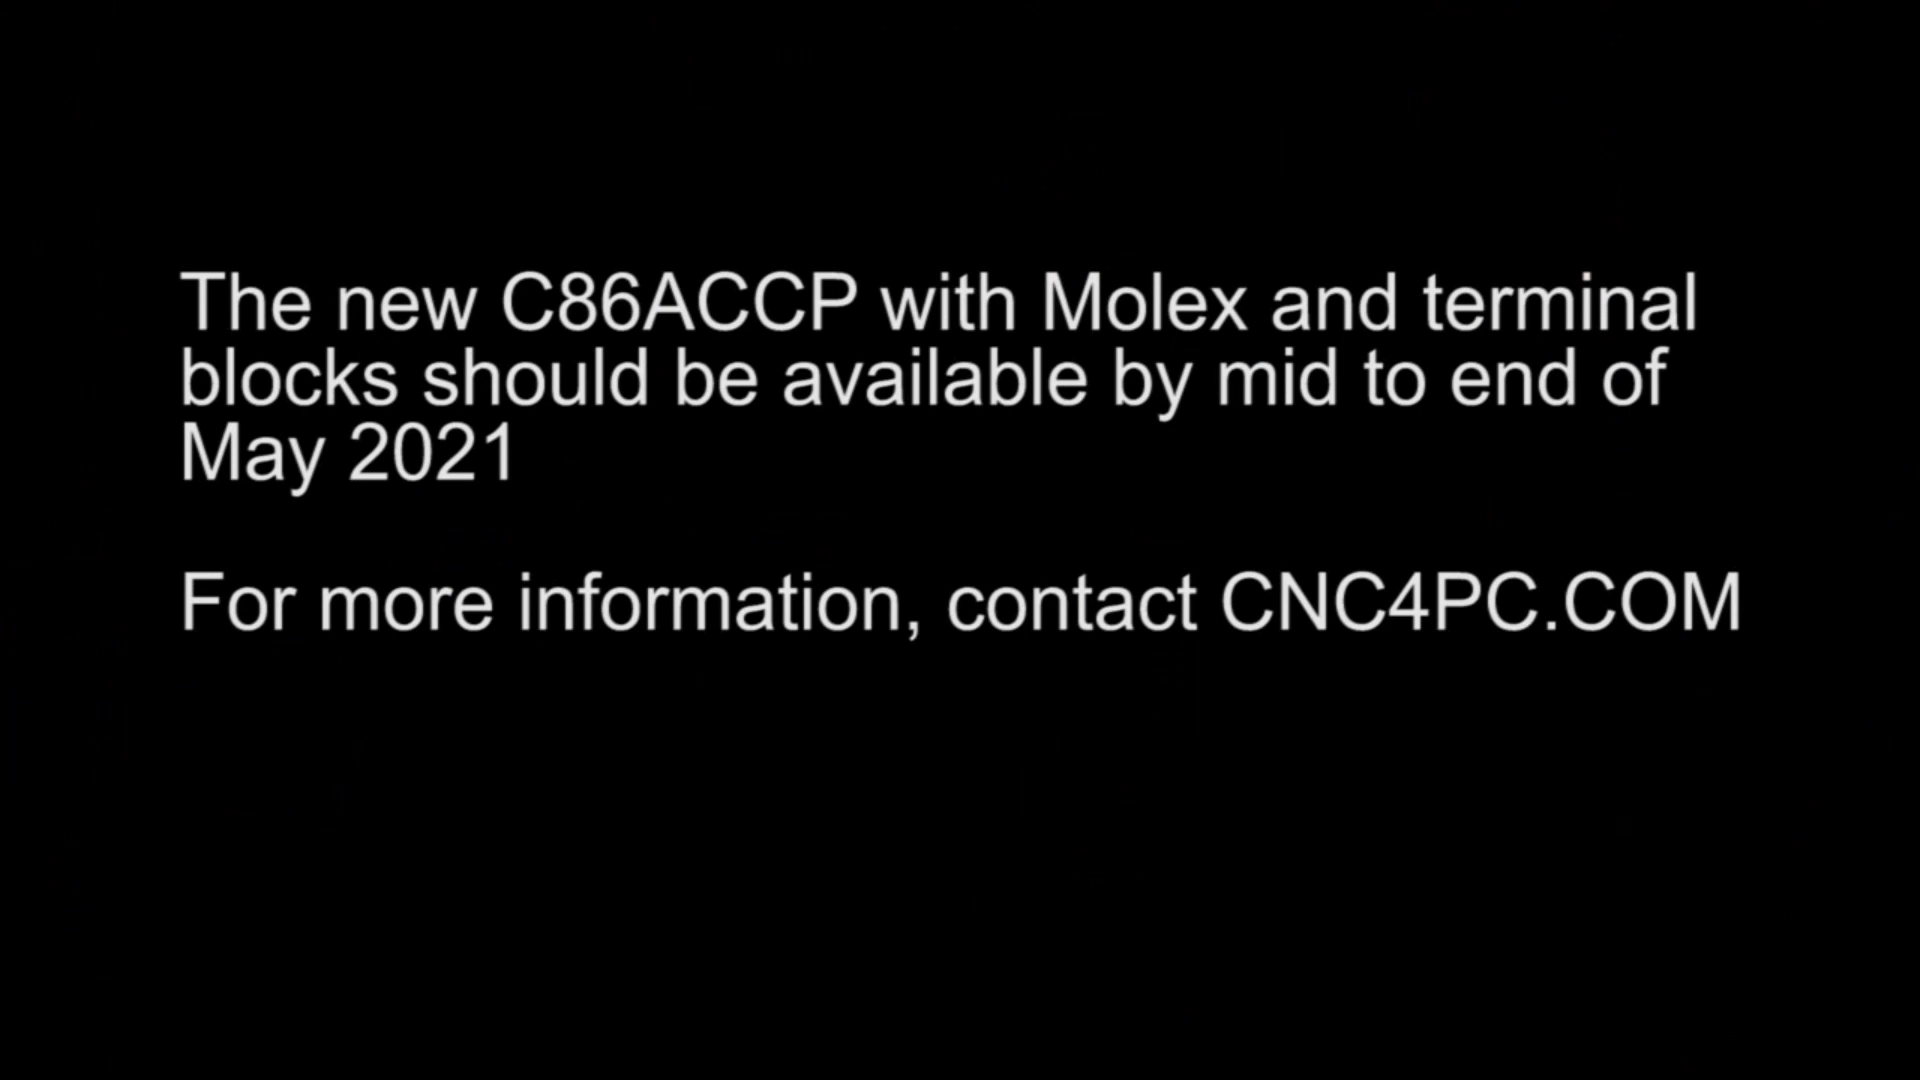 The new C86ACCP with Molex and terminal
blocks should be available by mid to end of
May 2021
For more information, contact CNC4PC.COM